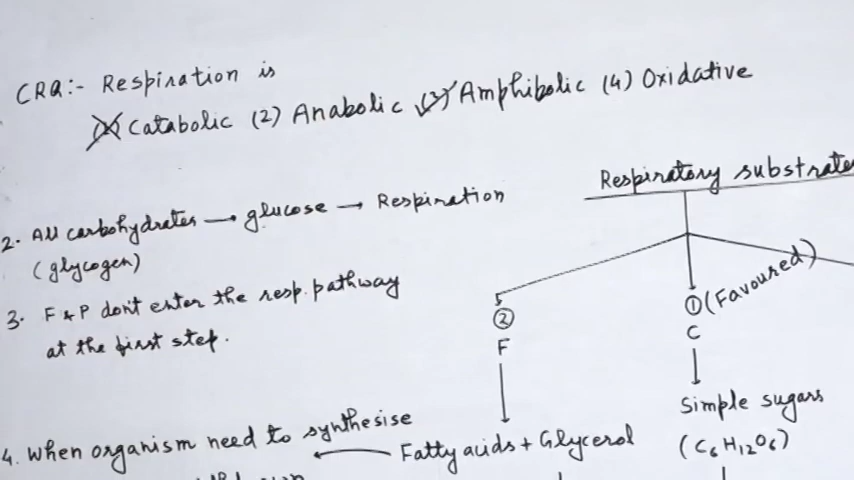 CRQ:- Respiration is
(1) Catabolic (2) Anabolic (3) Amphibolic (4) Oxidative
Respiratory substrates
2. All carbohydrates → glucose → Respiration
(glycogen)
3. F & P don't enter the resp. pathway
at the first step.
② ① (Favoured)
F C
Simple sugars
(C6H12O6)
4. When organism need to synthesise
Fatty acids + Glycerol